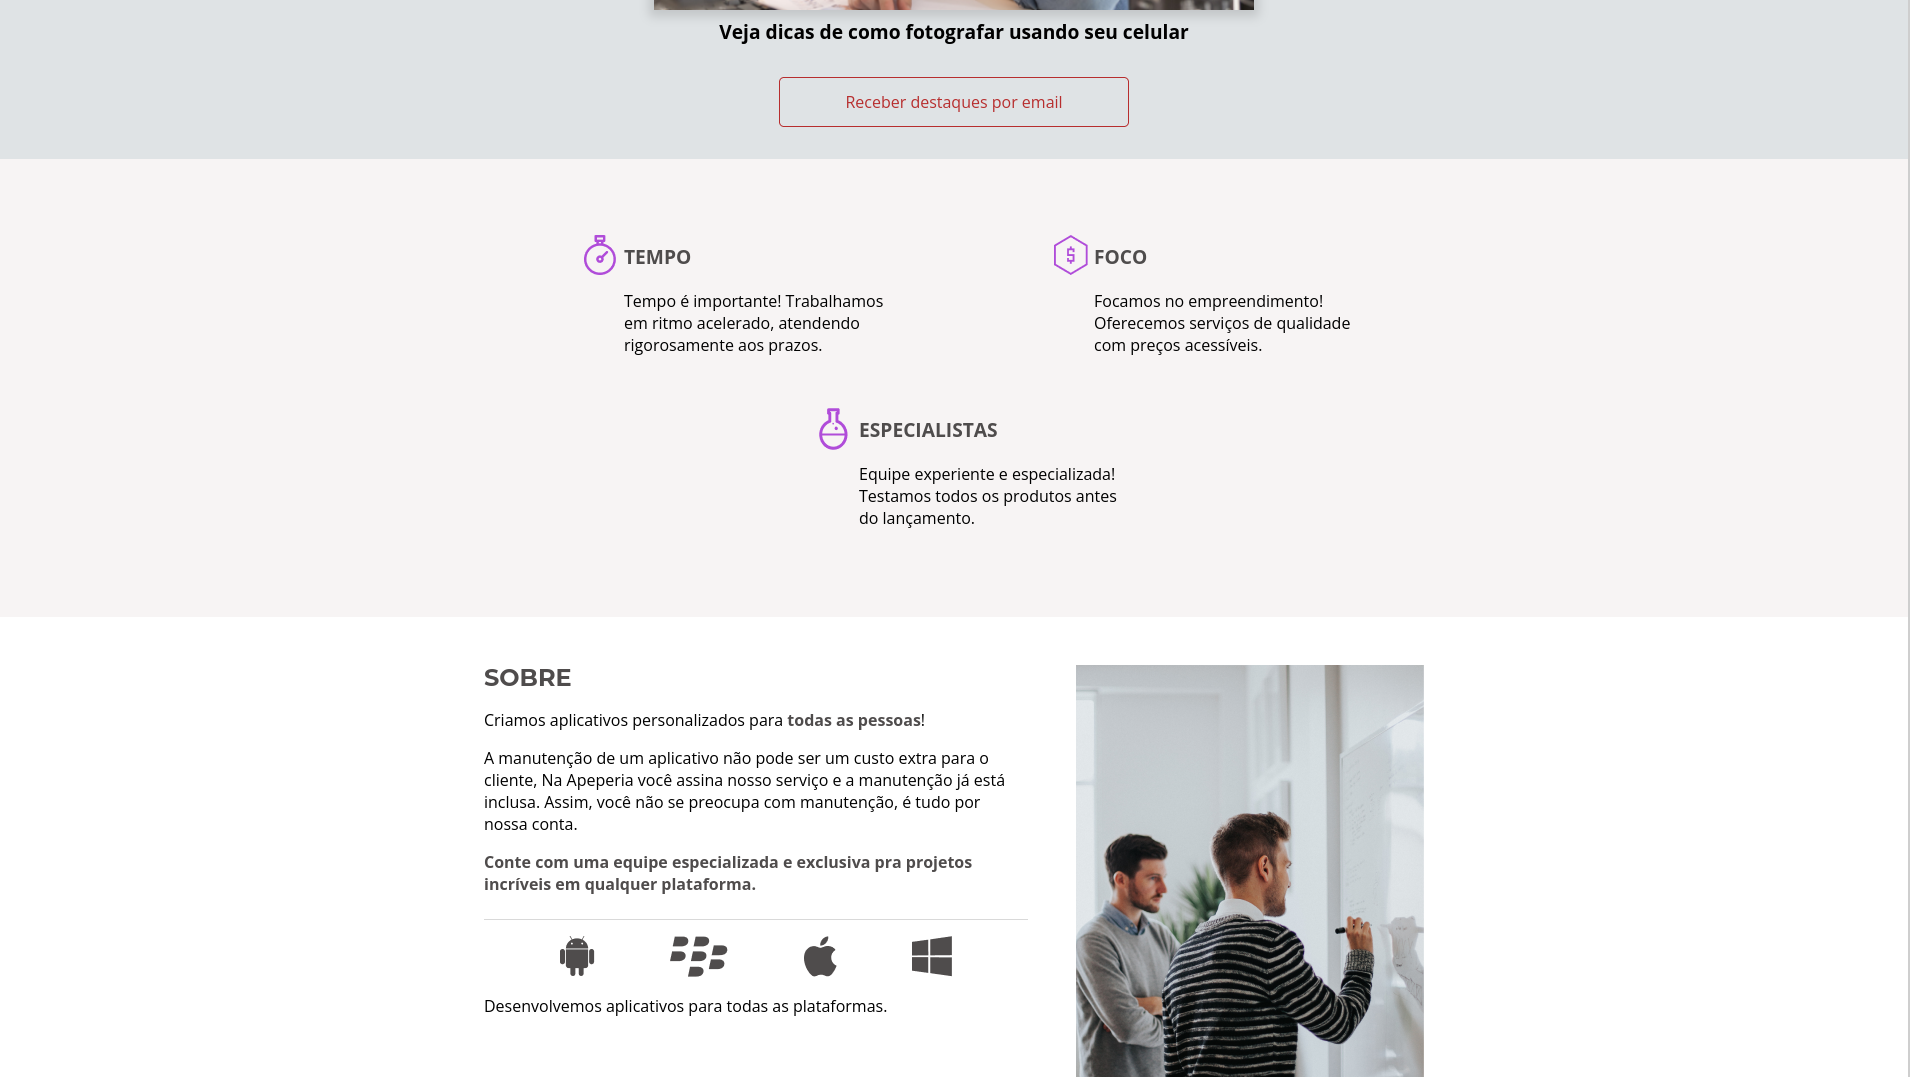 Veja dicas de como fotografar usando seu celular
Receber destaques por email
TEMPO
Tempo é importante! Trabalhamos
em ritmo acelerado, atendendo
rigorosamente aos prazos.
FOCO
Focamos no empreendimento!
Oferecemos serviços de qualidade
com preços acessíveis.
ESPECIALISTAS
Equipe experiente e especializada!
Testamos todos os produtos antes
do lançamento.
SOBRE
Criamos aplicativos personalizados para todas as pessoas!
A manutenção de um aplicativo não pode ser um custo extra para o
cliente, Na Apeperia você assina nosso serviço e a manutenção já está
inclusa. Assim, você não se preocupa com manutenção, é tudo por
nossa conta.
Conte com uma equipe especializada e exclusiva pra projetos
incríveis em qualquer plataforma.
Desenvolvemos aplicativos para todas as plataformas.